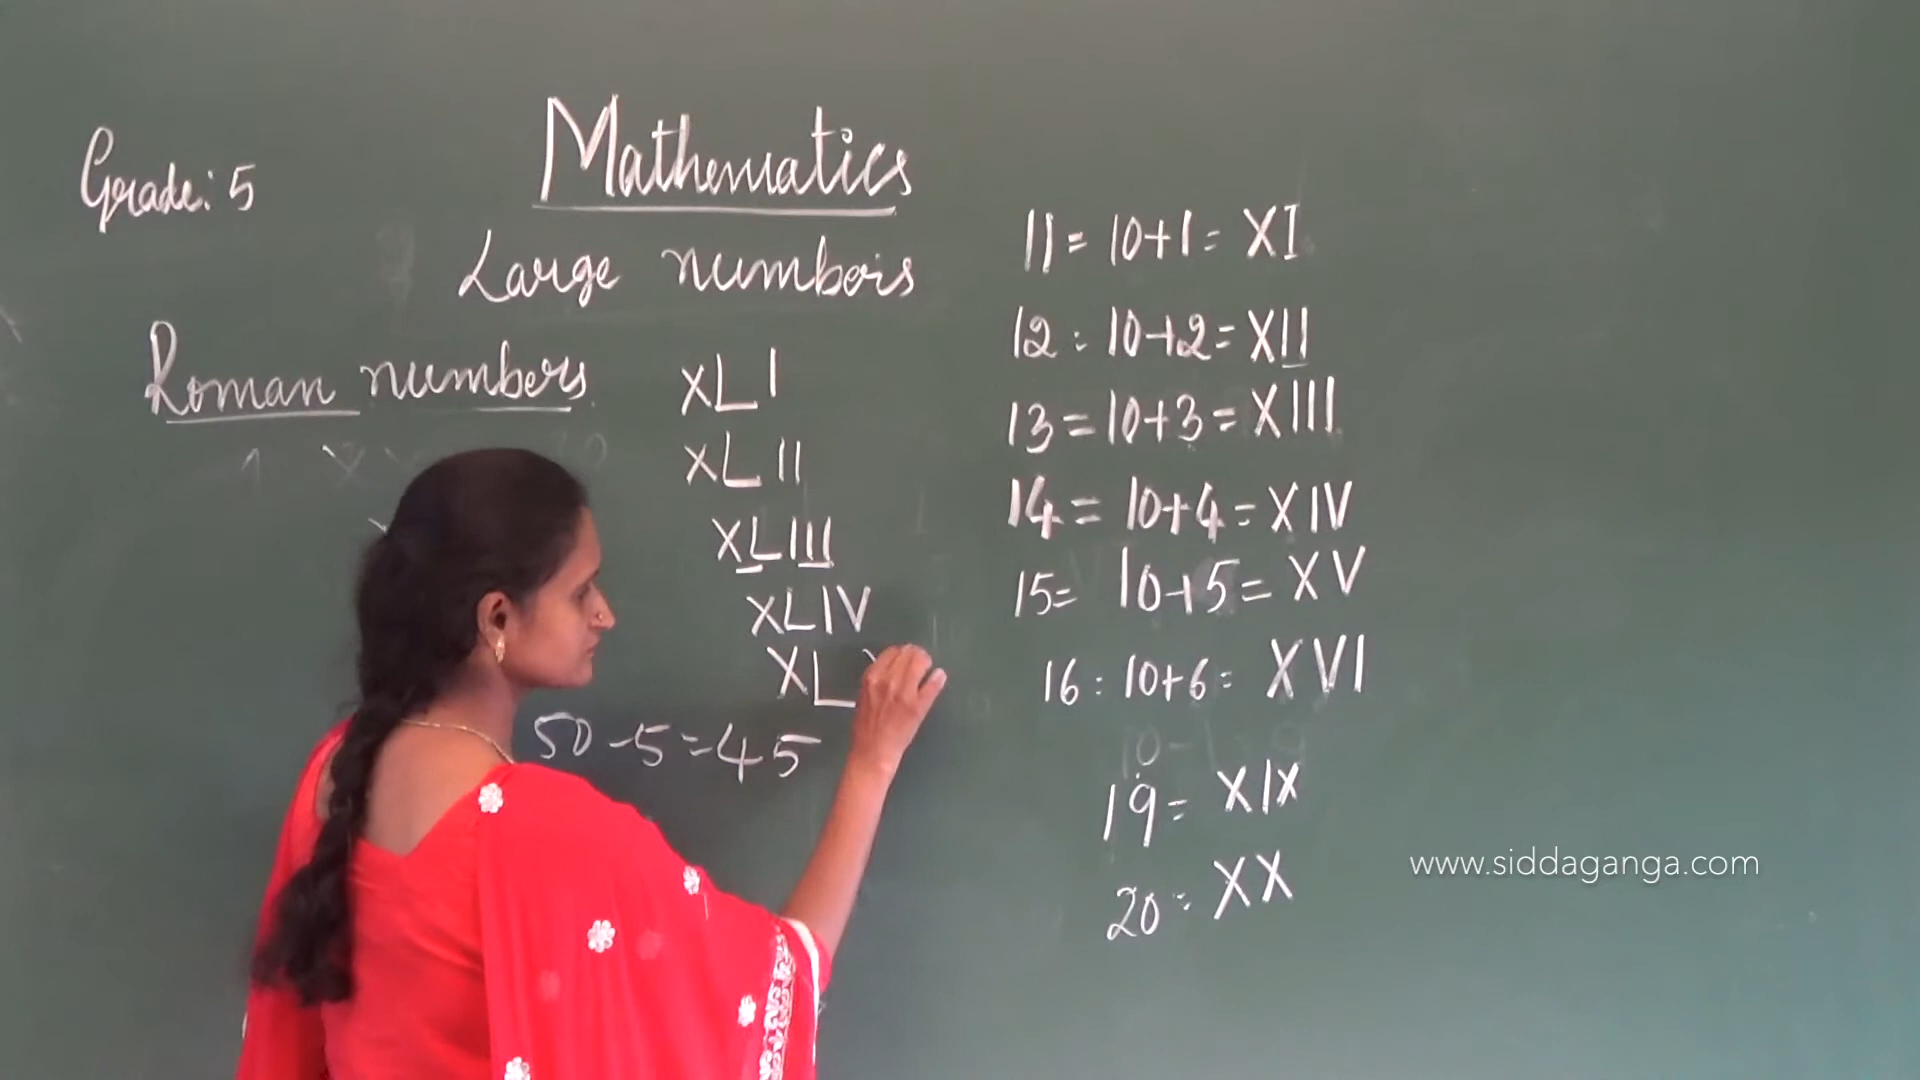 Mathematics
Grade: 5
Large numbers
Roman numbers
XLI
XLII
XLIII
XLIV
XL
50-5=45
11= 10+1= XI
12: 10+2= XII
13=10+3= XIII
14= 10+4= XIV
15= 10+5= XV
16: 10+6= XVI
19= XIX
20= XX
www.siddaganga.com